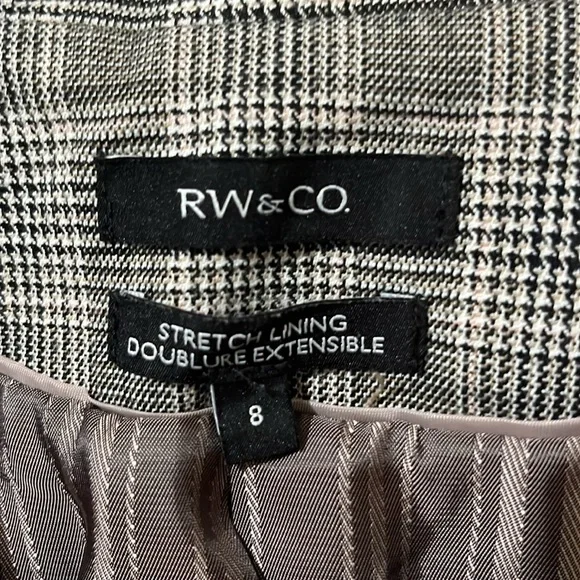 RW&CO.
STRETCH LINING
DOUBLURE EXTENSIBLE
8